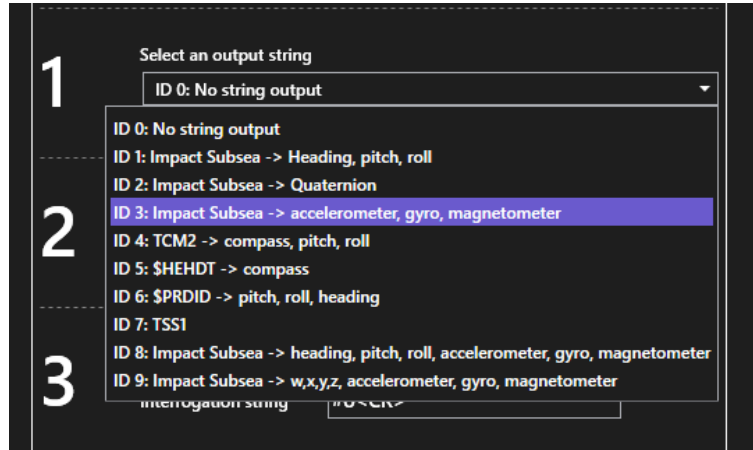 1
Select an output string
ID 0: No string output
ID 0: No string output
ID 1: Impact Subsea -> Heading, pitch, roll
ID 2: Impact Subsea -> Quaternion
2
ID 3: Impact Subsea -> accelerometer, gyro, magnetometer
ID 4: TCM2 -> compass, pitch, roll
ID 5: $HEHDT -> compass
ID 6: $PRDID -> pitch, roll, heading
ID 7: TSS1
3
ID 8: Impact Subsea -> heading, pitch, roll, accelerometer, gyro, magnetometer
ID 9: Impact Subsea -> w,x,y,z, accelerometer, gyro, magnetometer
Interrogation string